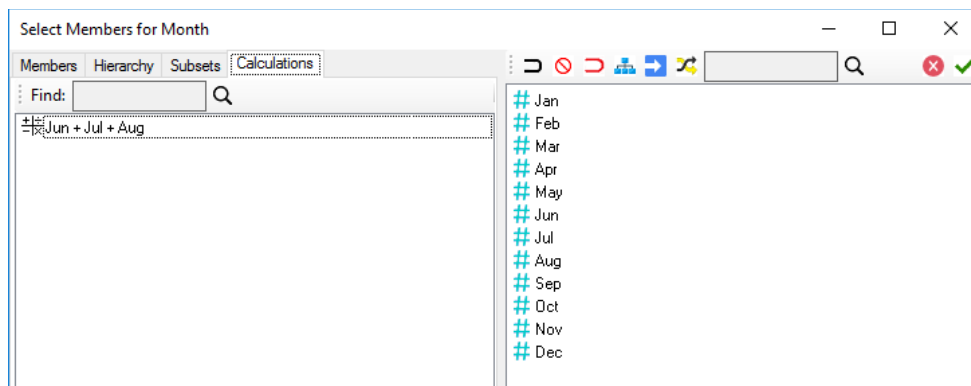 Select Members for Month
Members Hierarchy Subsets Calculations
Find:
Jun + Jul + Aug
Jan
Feb
Mar
Apr
May
Jun
Jul
Aug
Sep
Oct
Nov
Dec